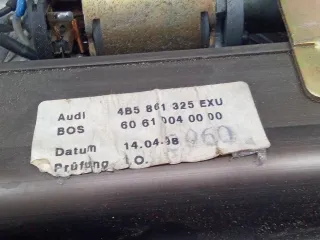 Audi 4B5 861 325 EXU
BOS 60 61 004 00 00
Datum 14.04.98
Prüfung I.O.